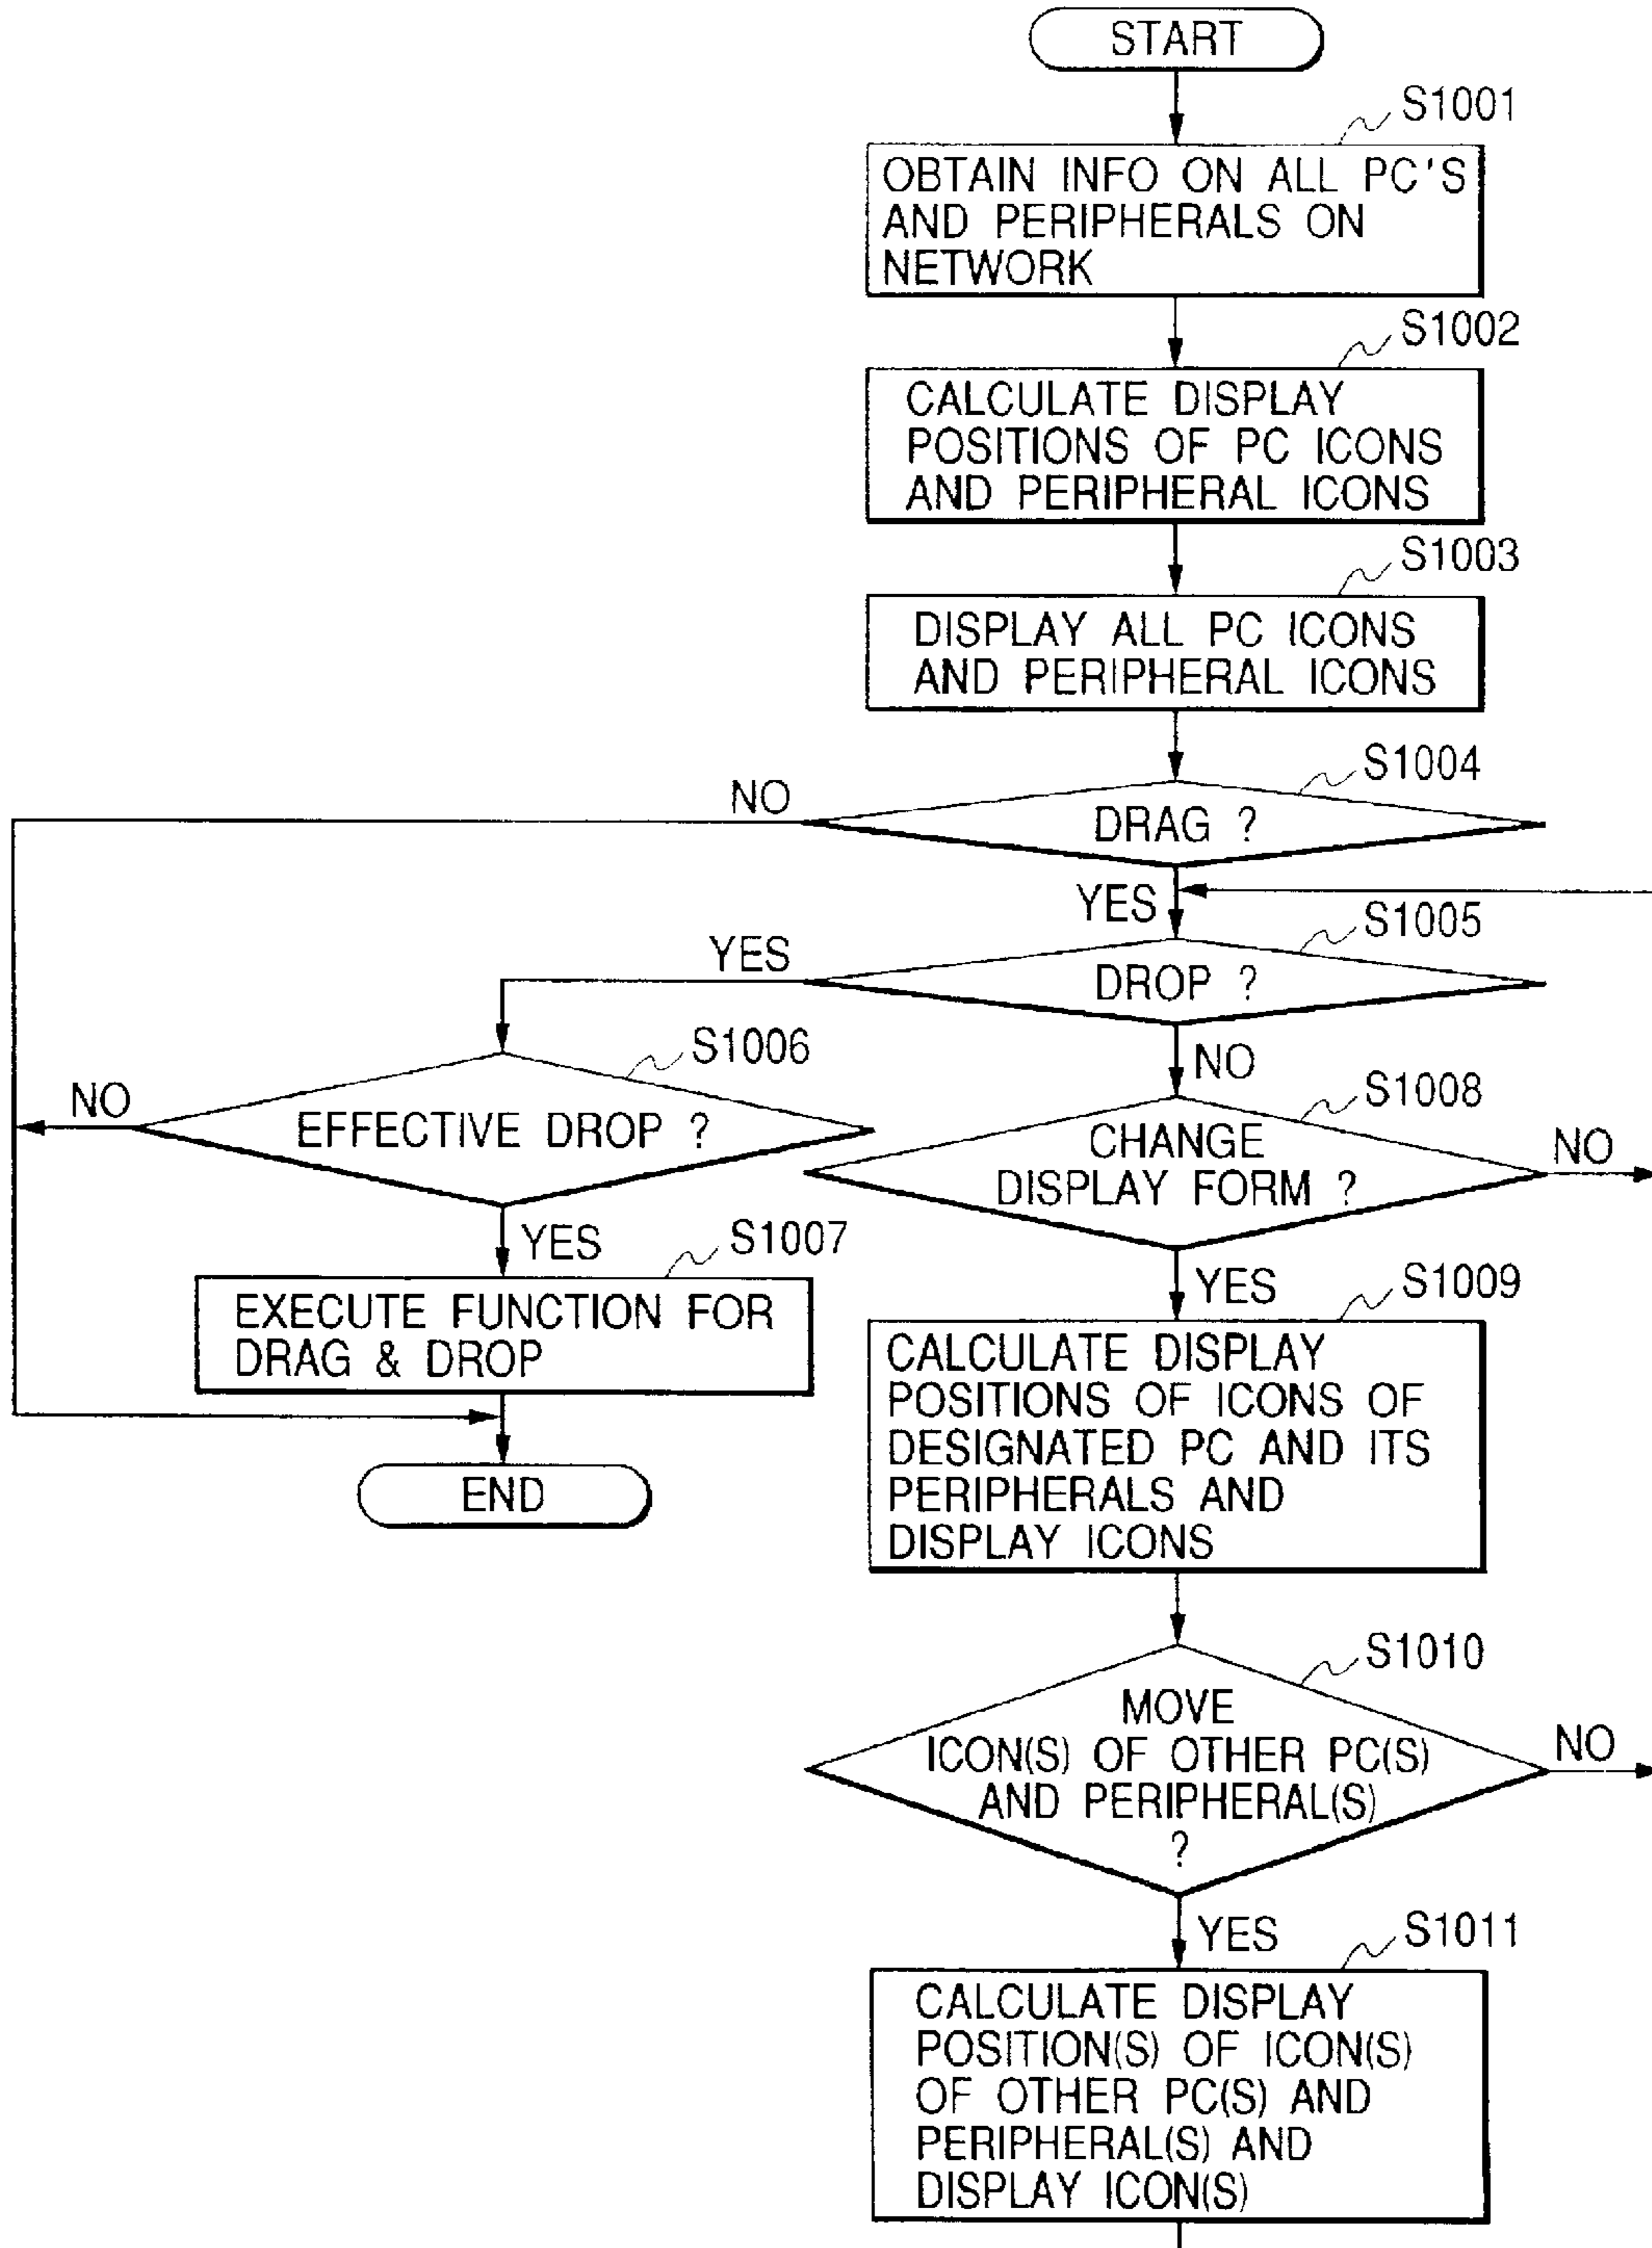 START
S1001
OBTAIN INFO ON ALL PC'S
AND PERIPHERALS ON
NETWORK
S1002
CALCULATE DISPLAY
POSITIONS OF PC ICONS
AND PERIPHERAL ICONS
S1003
DISPLAY ALL PC ICONS
AND PERIPHERAL ICONS
S1004
NO
DRAG ?
YES
S1005
YES
DROP ?
S1006
NO
EFFECTIVE DROP ?
YES
S1007
EXECUTE FUNCTION FOR
DRAG & DROP
END
NO
S1008
CHANGE
DISPLAY FORM ?
NO
YES
S1009
CALCULATE DISPLAY
POSITIONS OF ICONS OF
DESIGNATED PC AND ITS
PERIPHERALS AND
DISPLAY ICONS
S1010
MOVE
ICON(S) OF OTHER PC(S)
AND PERIPHERAL(S)
?
NO
YES
S1011
CALCULATE DISPLAY
POSITION(S) OF ICON(S)
OF OTHER PC(S) AND
PERIPHERAL(S) AND
DISPLAY ICON(S)